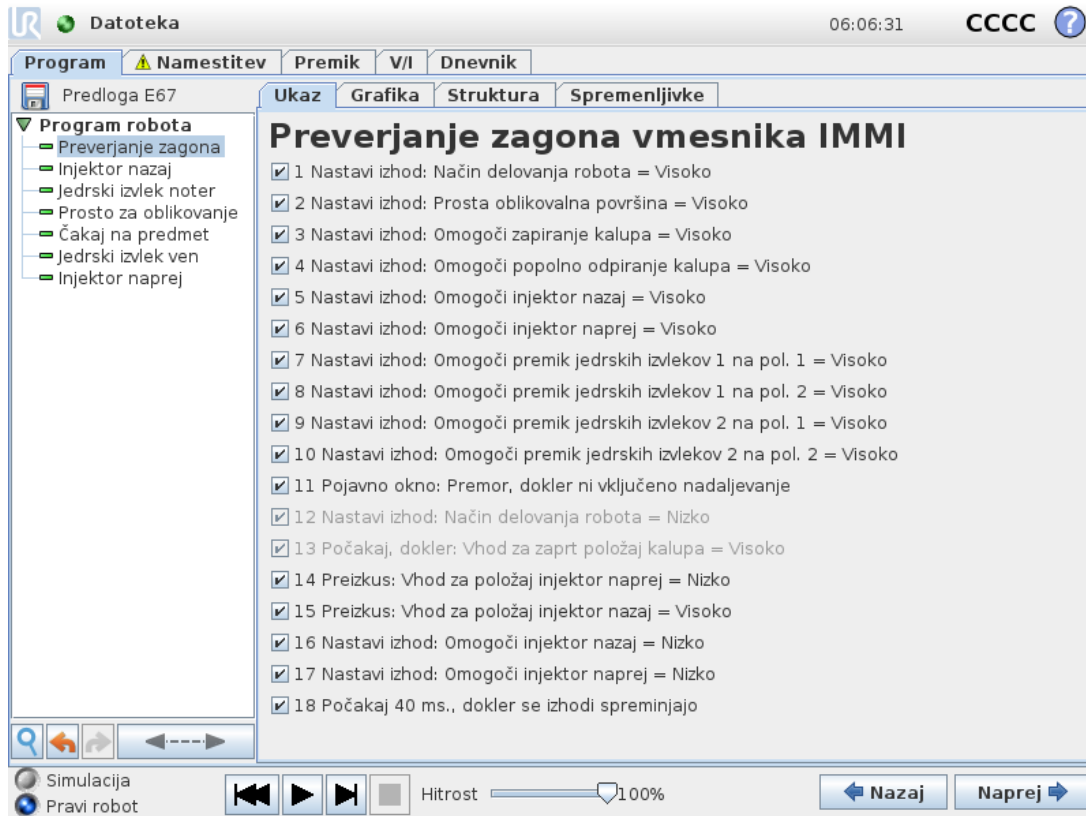 UR Datoteka 06:06:31 CCCC ?
Program Namestitev Premik V/I Dnevnik
Predloga E67
Ukaz Grafika Struktura Spremenljivke
Program robota
Preverjanje zagona
Injektor nazaj
Jedrski izvlek noter
Prosto za oblikovanje
Čakaj na predmet
Jedrski izvlek ven
Injektor naprej
Preverjanje zagona vmesnika IMMI
1 Nastavi izhod: Način delovanja robota = Visoko
2 Nastavi izhod: Prosta oblikovalna površina = Visoko
3 Nastavi izhod: Omogoči zapiranje kalupa = Visoko
4 Nastavi izhod: Omogoči popolno odpiranje kalupa = Visoko
5 Nastavi izhod: Omogoči injektor nazaj = Visoko
6 Nastavi izhod: Omogoči injektor naprej = Visoko
7 Nastavi izhod: Omogoči premik jedrskih izvlekov 1 na pol. 1 = Visoko
8 Nastavi izhod: Omogoči premik jedrskih izvlekov 1 na pol. 2 = Visoko
9 Nastavi izhod: Omogoči premik jedrskih izvlekov 2 na pol. 1 = Visoko
10 Nastavi izhod: Omogoči premik jedrskih izvlekov 2 na pol. 2 = Visoko
11 Pojavno okno: Premor, dokler ni vključeno nadaljevanje
12 Nastavi izhod: Način delovanja robota = Nizko
13 Počakaj, dokler: Vhod za zaprt položaj kalupa = Visoko
14 Preizkus: Vhod za položaj injektor naprej = Nizko
15 Preizkus: Vhod za položaj injektor nazaj = Visoko
16 Nastavi izhod: Omogoči injektor nazaj = Nizko
17 Nastavi izhod: Omogoči injektor naprej = Nizko
18 Počakaj 40 ms., dokler se izhodi spreminjajo
Simulacija
Pravi robot
Hitrost 100%
Nazaj Naprej